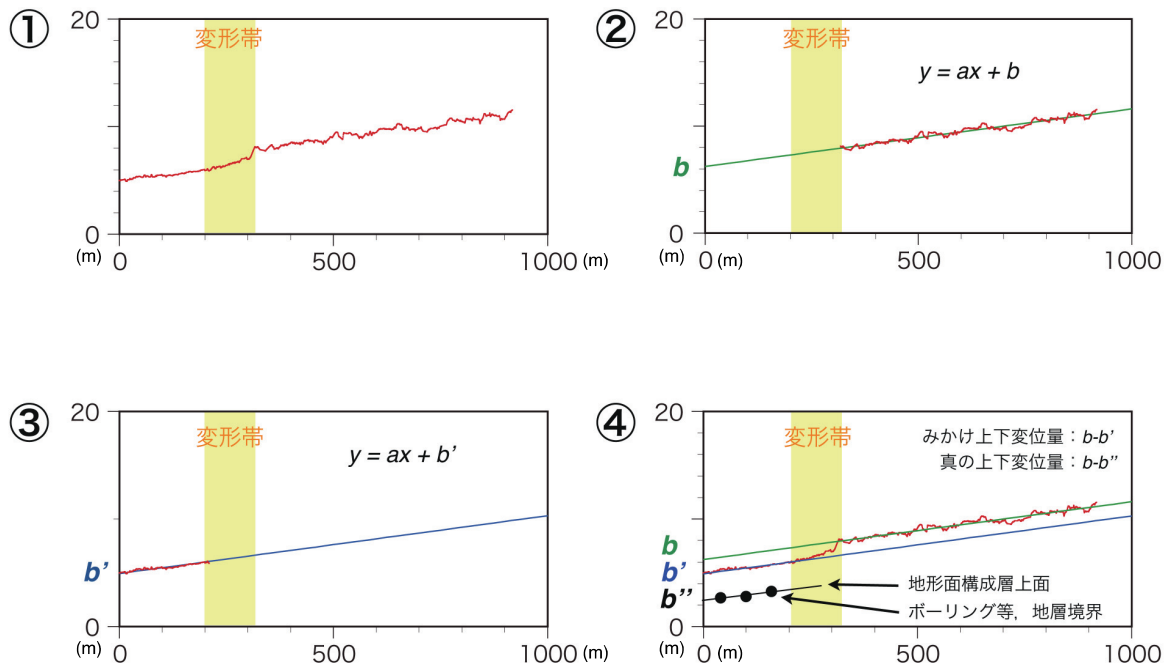 ①
20
変形帯
0
(m)
0
500
1000
(m)
②
20
変形帯
y = ax + b
b
0
(m)
0
(m)
500
1000
③
20
変形帯
y = ax + b’
b’
0
0
500
1000
(m)
④
20
変形帯
みかけ上下変位量：b-b’
真の上下変位量：b-b’’
b
b’
b’’
地形面構成層上面
ボーリング等，地層境界
0
(m)
0
500
1000
(m)